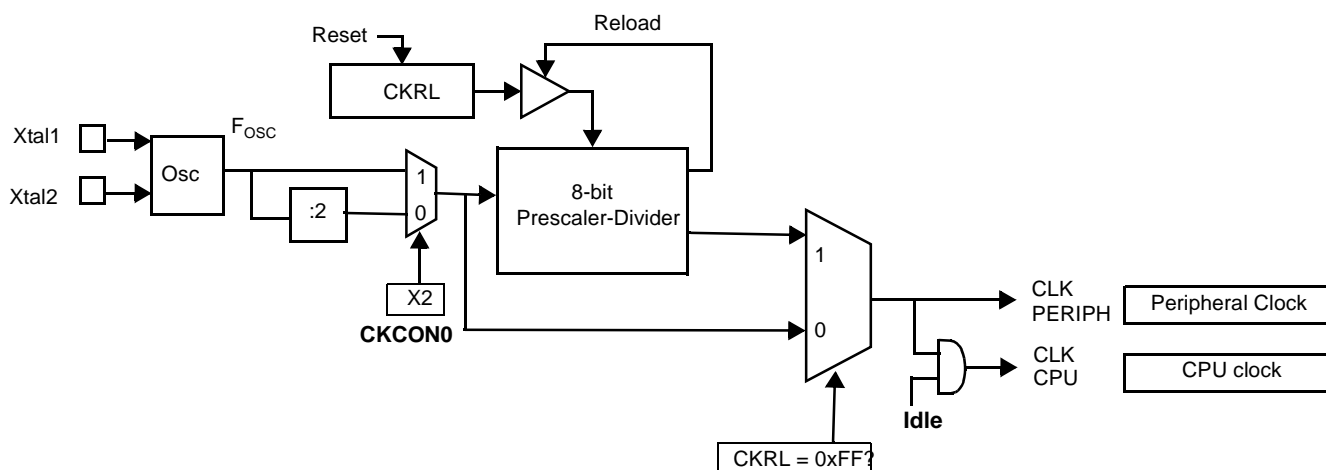 Reload
Reset
CKRL
Xtal1
Xtal2
FOSC
Osc
:2
1
0
X2
CKCON0
8-bit
Prescaler-Divider
1
0
CKRL = 0xFF?
CLK
PERIPH
Peripheral Clock
CLK
CPU
CPU clock
Idle